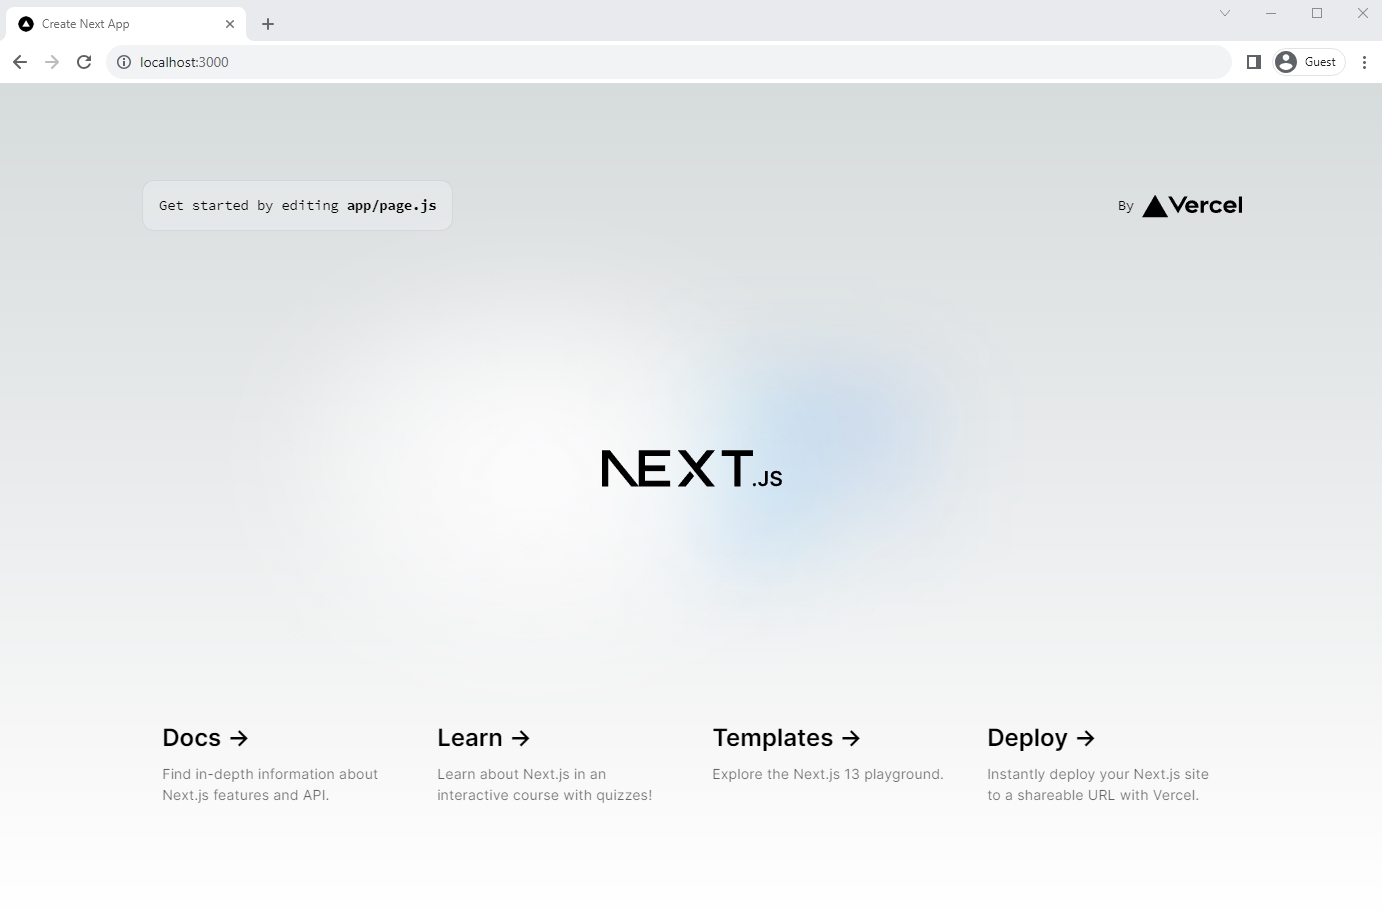 Create Next App
localhost:3000
Guest
Get started by editing app/page.js
By Vercel
NEXT.JS
Docs →
Find in-depth information about
Next.js features and API.
Learn →
Learn about Next.js in an
interactive course with quizzes!
Templates →
Explore the Next.js 13 playground.
Deploy →
Instantly deploy your Next.js site
to a shareable URL with Vercel.